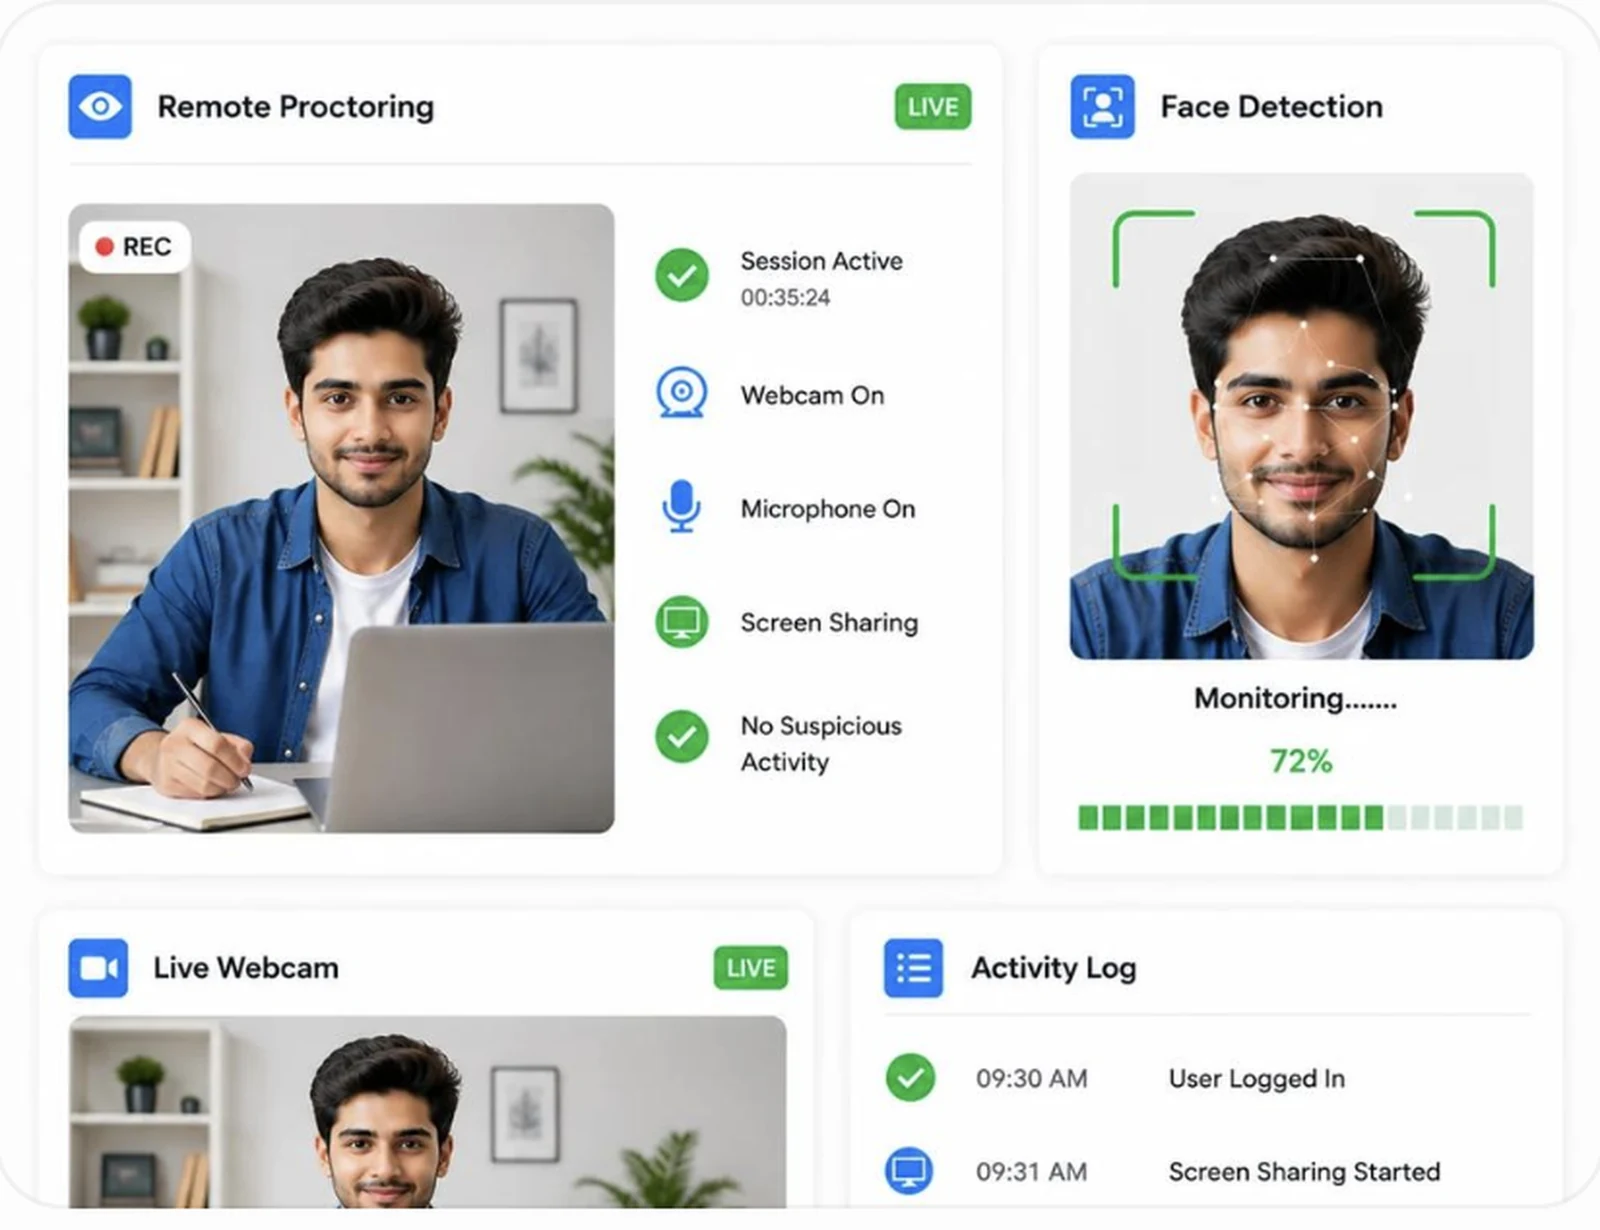 Remote Proctoring
LIVE
REC
Session Active
00:35:24
Webcam On
Microphone On
Screen Sharing
No Suspicious
Activity
Face Detection
Monitoring.......
72%
Live Webcam
LIVE
Activity Log
09:30 AM User Logged In
09:31 AM Screen Sharing Started